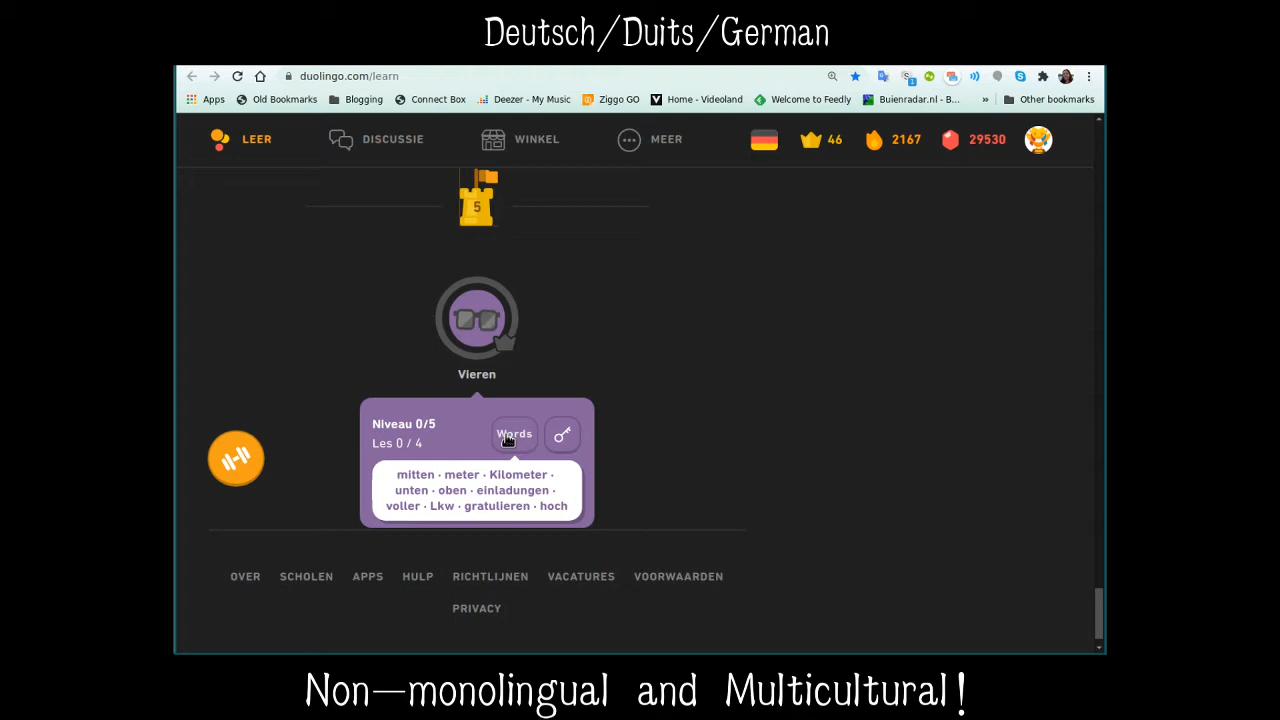 Deutsch/Duits/German
duolingo.com/learn
Apps Old Bookmarks Blogging Connect Box Deezer - My Music Ziggo GO Home - Videoland Welcome to Feedly Buienradar.nl - B... » Other bookmarks
LEER DISCUSSIE WINKEL MEER 46 2167 29530
5
Vieren
Niveau 0/5
Les 0 / 4
Words
mitten · meter · Kilometer ·
unten · oben · einladungen ·
voller · Lkw · gratulieren · hoch
OVER SCHOLEN APPS HULP RICHTLIJNEN VACATURES VOORWAARDEN
PRIVACY
Non-monolingual and Multicultural!